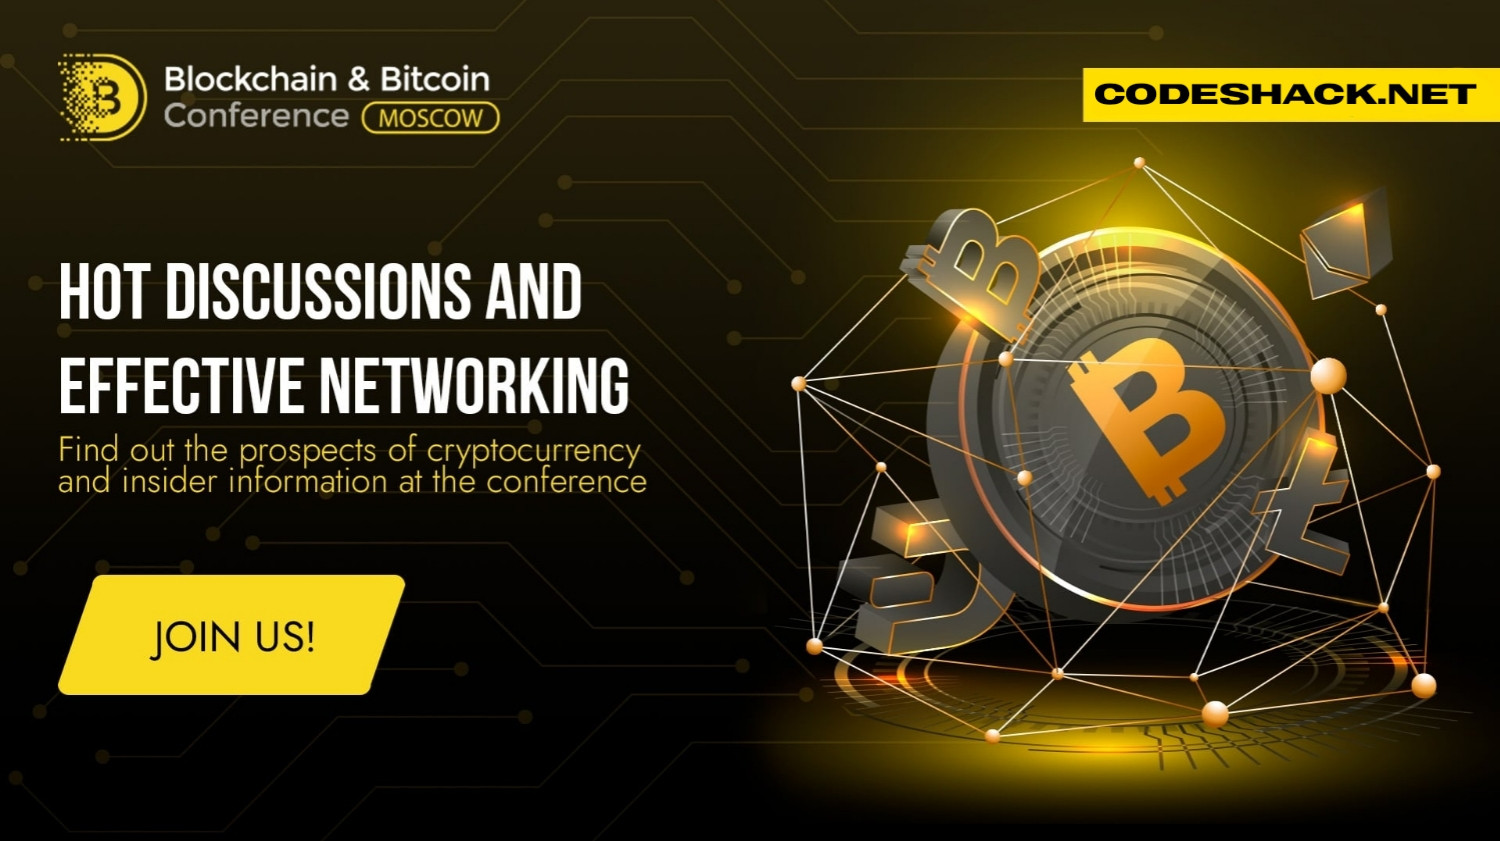 Blockchain & Bitcoin
Conference MOSCOW
CODESHACK.NET
HOT DISCUSSIONS AND
EFFECTIVE NETWORKING
Find out the prospects of cryptocurrency
and insider information at the conference
JOIN US!